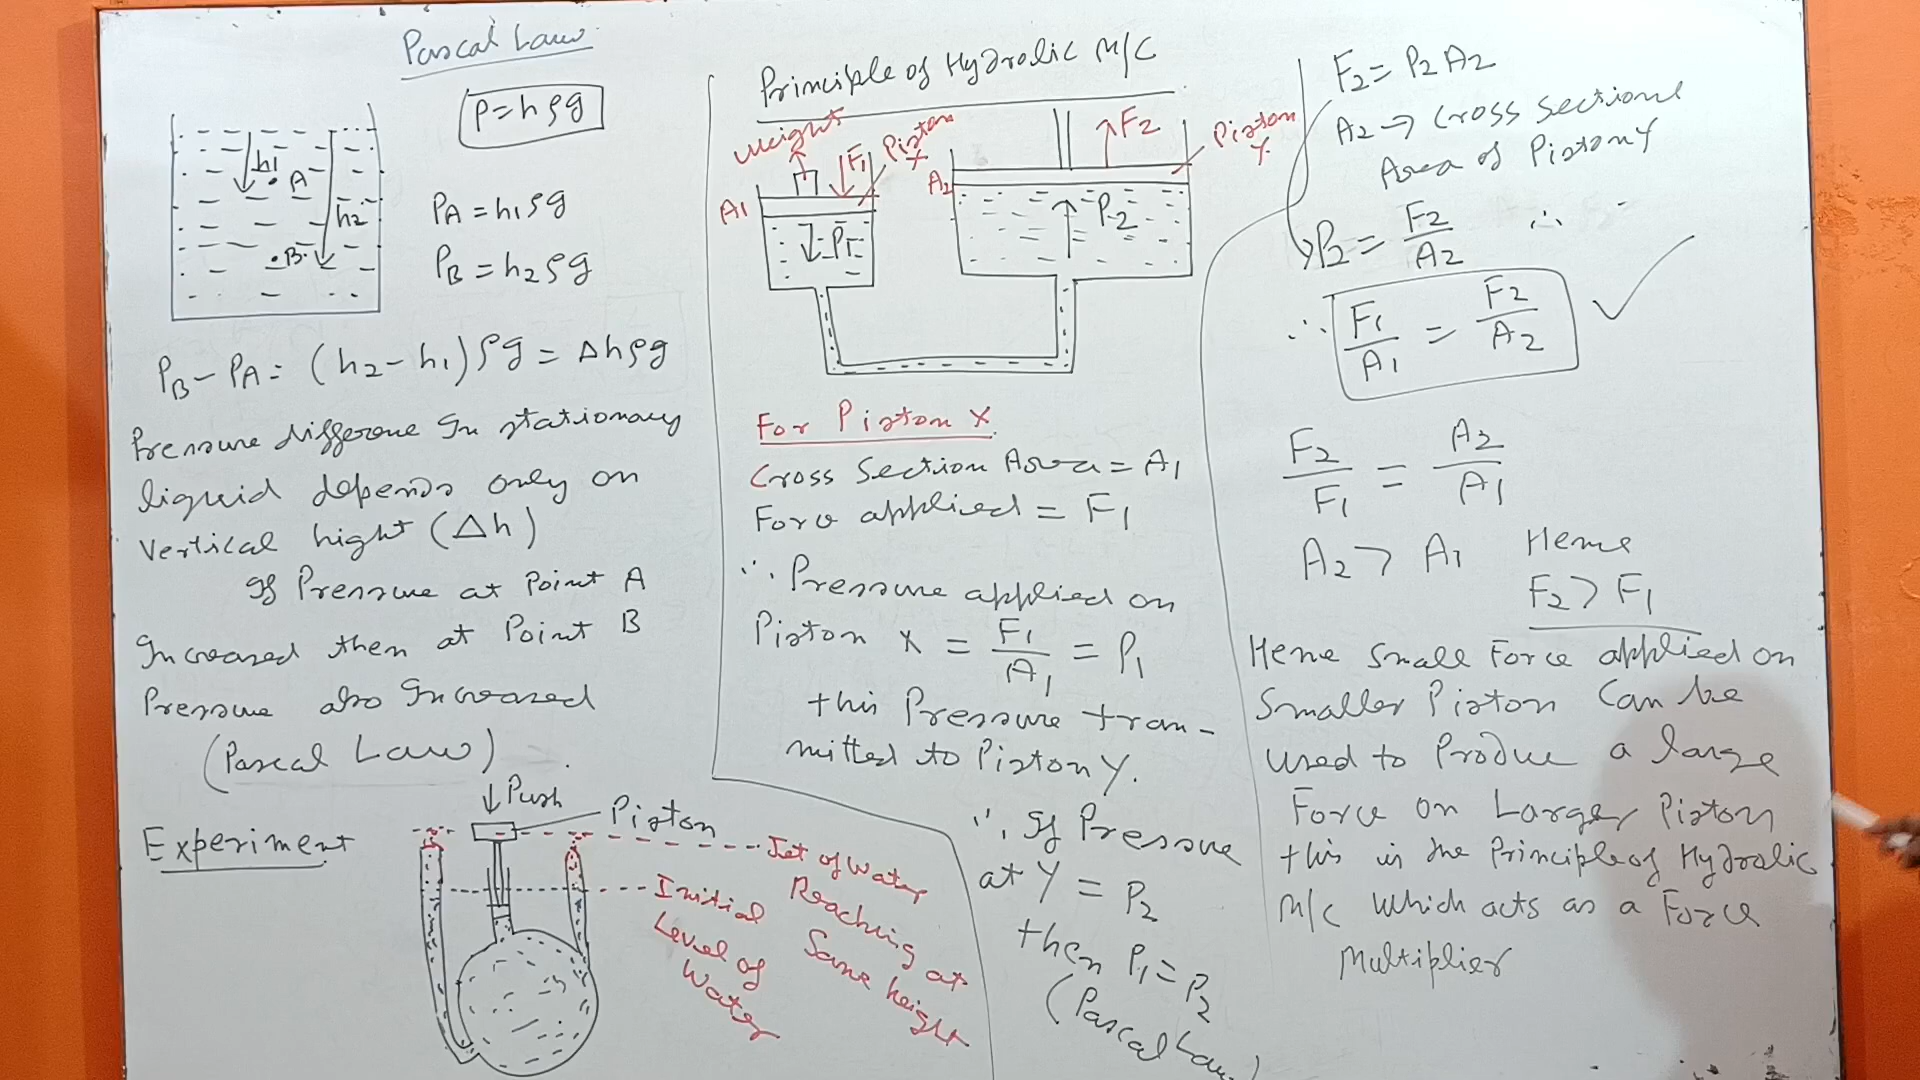 Pascal Law
P=hρg
h1
A
h2
B
PA = h1ρg
PB = h2ρg
PB - PA = (h2 - h1)ρg = Δhρg
Pressure differene In stationary
liquid depends only on
Vertical hight (Δh)
If Pressure at Point A
Increased then at Point B
Pressure also Increased
(Pascal Law)
Experiment
Push
Piston
Jet of Water
Reaching at
Same height
Initial
Level of
Water
Principle of Hydrolic M/C
Weight
F1
Piston
X
F2
Piston
Y
A1
A2
P1
P2
For Piston X
Cross Section Area = A1
Force applied = F1
∴ Pressure applied on
Piston X = F1/A1 = P1
this Pressure tran-
mitted to Piston Y.
∴ If Pressure
at Y = P2
then P1 = P2
(Pascal Law)
F2 = P2 A2
A2 → Cross Sectional
Area of Piston Y
P2 = F2/A2 ∴
∴ F1/A1 = F2/A2 ✓
F2/F1 = A2/A1
A2 > A1 Hene
F2 > F1
Hene Small Force applied on
Smaller Piston Can be
used to Produe a large
Force on Larger Piston
this is the Principle of Hydrolic
M/C Which acts as a Force
Multiplier